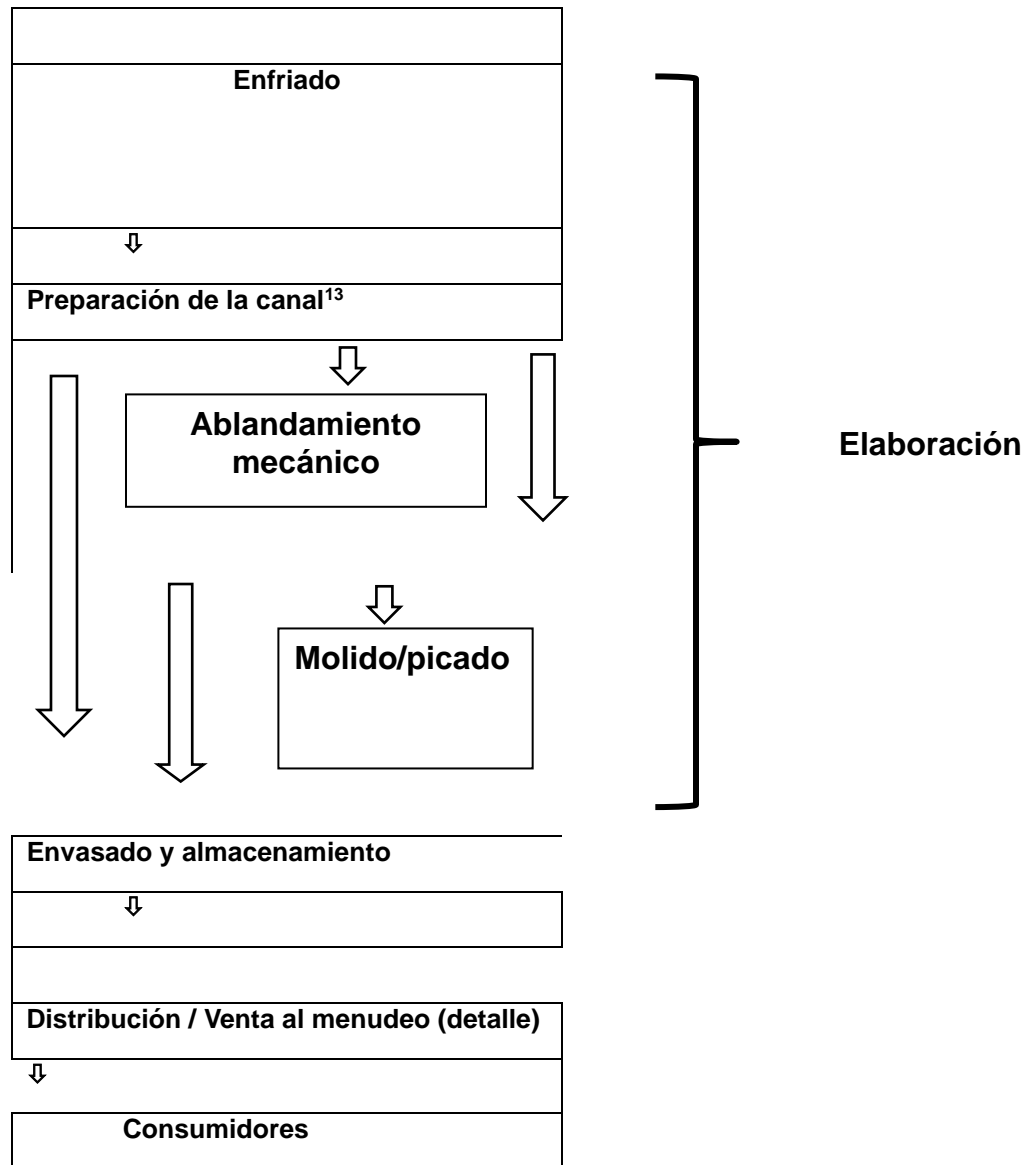 Enfriado
Preparación de la canal¹³
Ablandamiento
mecánico
Elaboración
Molido/picado
Envasado y almacenamiento
Distribución / Venta al menudeo (detalle)
Consumidores